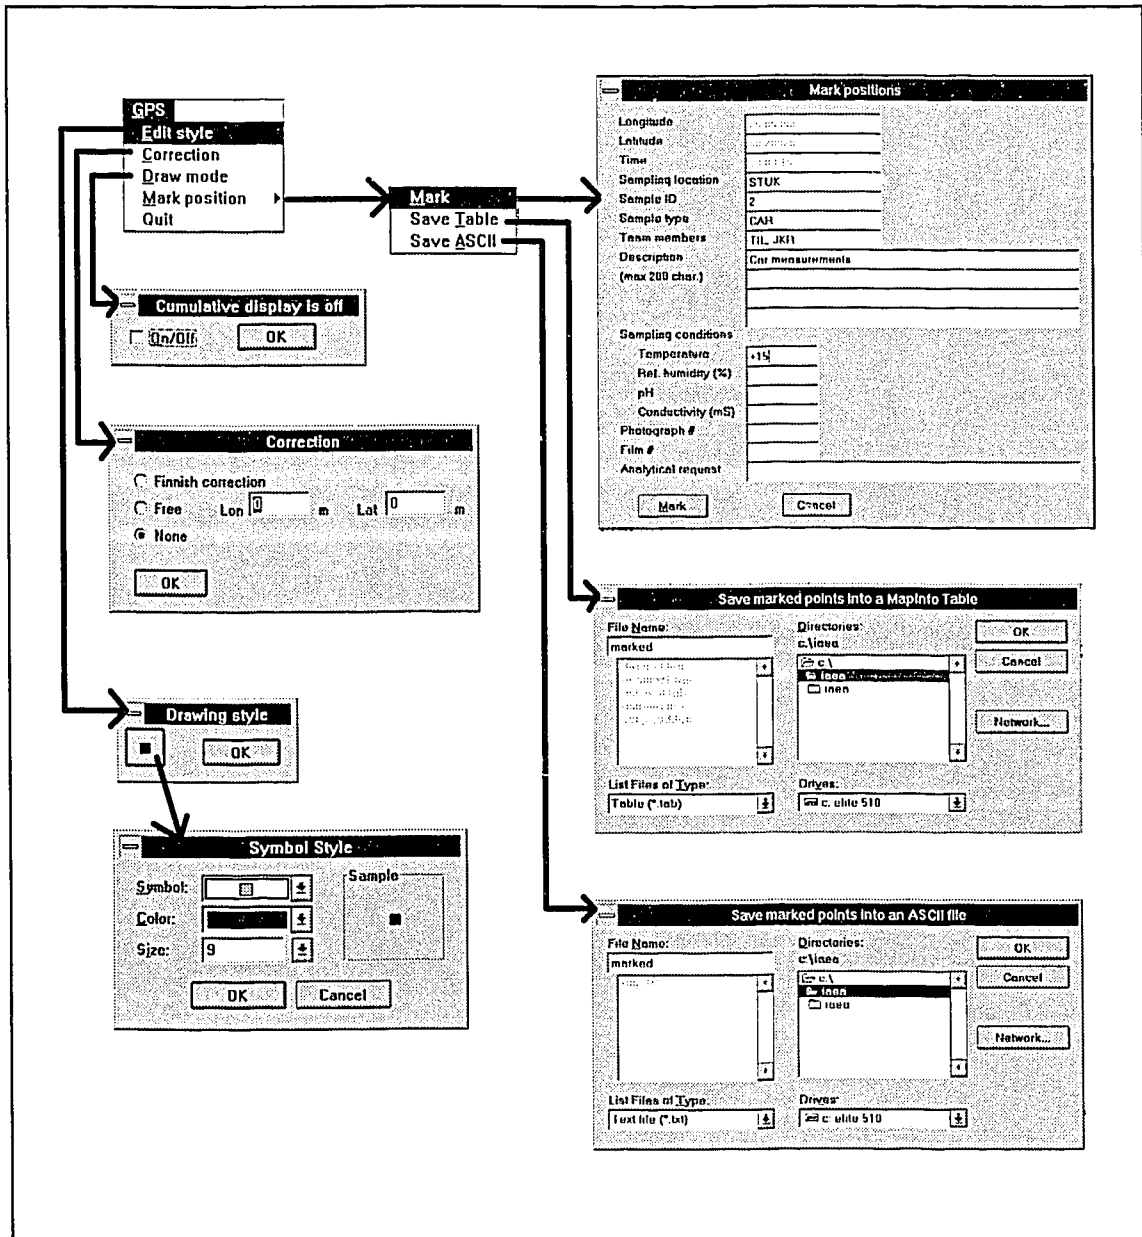 GPS
Edit style
Correction
Draw mode
Mark position
Quit
Mark
Save Table
Save ASCII
Cumulative display is off
On/Off
OK
Correction
Finnish correction
Free Lon 0 m Lat 0 m
None
OK
Drawing style
OK
Symbol Style
Symbol:
Color:
Size: 9
Sample
OK Cancel
Mark positions
Longitude
Latitude
Time
Sampling location STUK
Sample ID 2
Sample type CAR
Team members TIL, JKR
Description Car measurements
(max 200 char.)
Sampling conditions
Temperature +15
Rel. humidity (%)
pH
Conductivity (mS)
Photograph #
Film #
Analytical request
Mark Cancel
Save marked points into a MapInfo Table
File Name: Directories: OK
marked c:\iaea Cancel
c:\
iaea
iaea
Network...
List Files of Type: Drives:
Table (*.tab) c: elite 510
Save marked points into an ASCII file
File Name: Directories: OK
marked c:\iaea Cancel
c:\
iaea
iaea
Network...
List Files of Type: Drives:
Text file (*.txt) c: elite 510